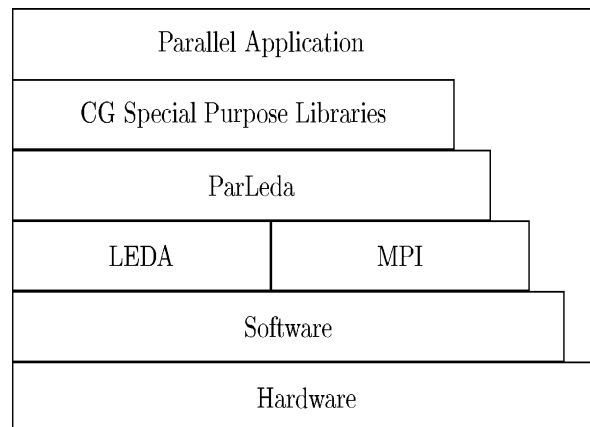 Parallel Application
CG Special Purpose Libraries
ParLeda
LEDA MPI
Software
Hardware